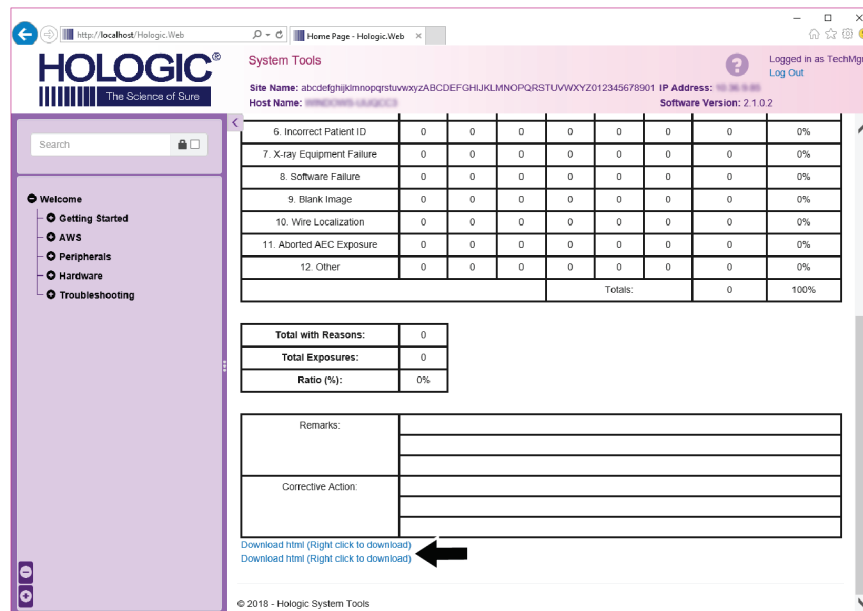 http://localhost/Hologic.Web
Home Page - Hologic.Web
HOLOGIC®
The Science of Sure
System Tools
?
Logged in as TechMgr
Log Out
Site Name: abcdefghijklmnopqrstuvwxyzABCDEFGHIJKLMNOPQRSTUVWXYZ012345678901 IP Address:
Host Name:
Software Version: 2.1.0.2
Search
Welcome
Getting Started
AWS
Peripherals
Hardware
Troubleshooting
6. Incorrect Patient ID 0 0 0 0 0 0 0 0%
7. X-ray Equipment Failure 0 0 0 0 0 0 0 0%
8. Software Failure 0 0 0 0 0 0 0 0%
9. Blank Image 0 0 0 0 0 0 0 0%
10. Wire Localization 0 0 0 0 0 0 0 0%
11. Aborted AEC Exposure 0 0 0 0 0 0 0 0%
12. Other 0 0 0 0 0 0 0 0%
Totals: 0 100%
Total with Reasons: 0
Total Exposures: 0
Ratio (%): 0%
Remarks:
Corrective Action:
Download html (Right click to download)
Download html (Right click to download)
© 2018 - Hologic System Tools